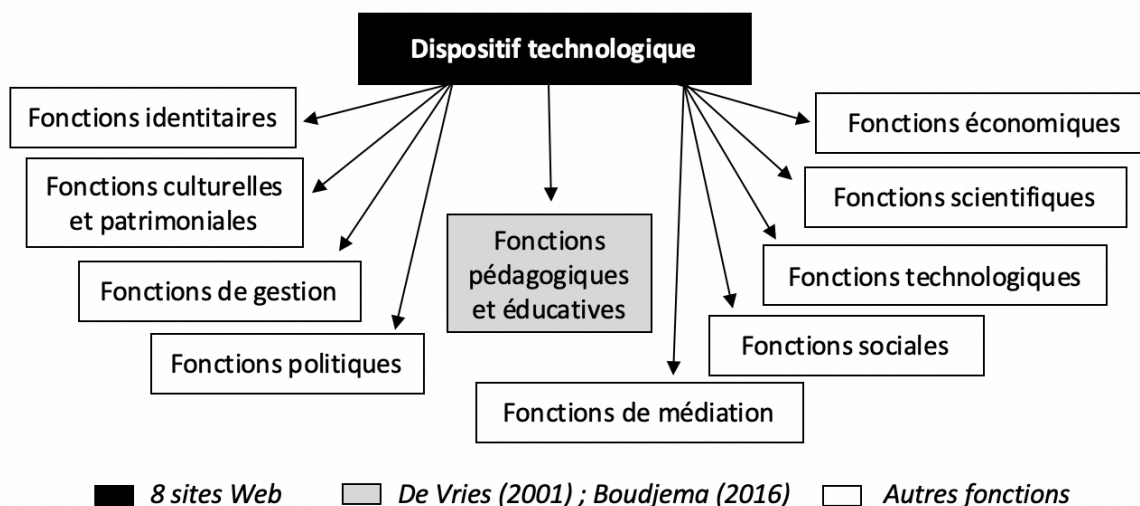 Dispositif technologique
Fonctions identitaires
Fonctions culturelles
et patrimoniales
Fonctions de gestion
Fonctions politiques
Fonctions
pédagogiques
et éducatives
Fonctions de médiation
Fonctions économiques
Fonctions scientifiques
Fonctions technologiques
Fonctions sociales
8 sites Web
De Vries (2001) ; Boudjema (2016)
Autres fonctions